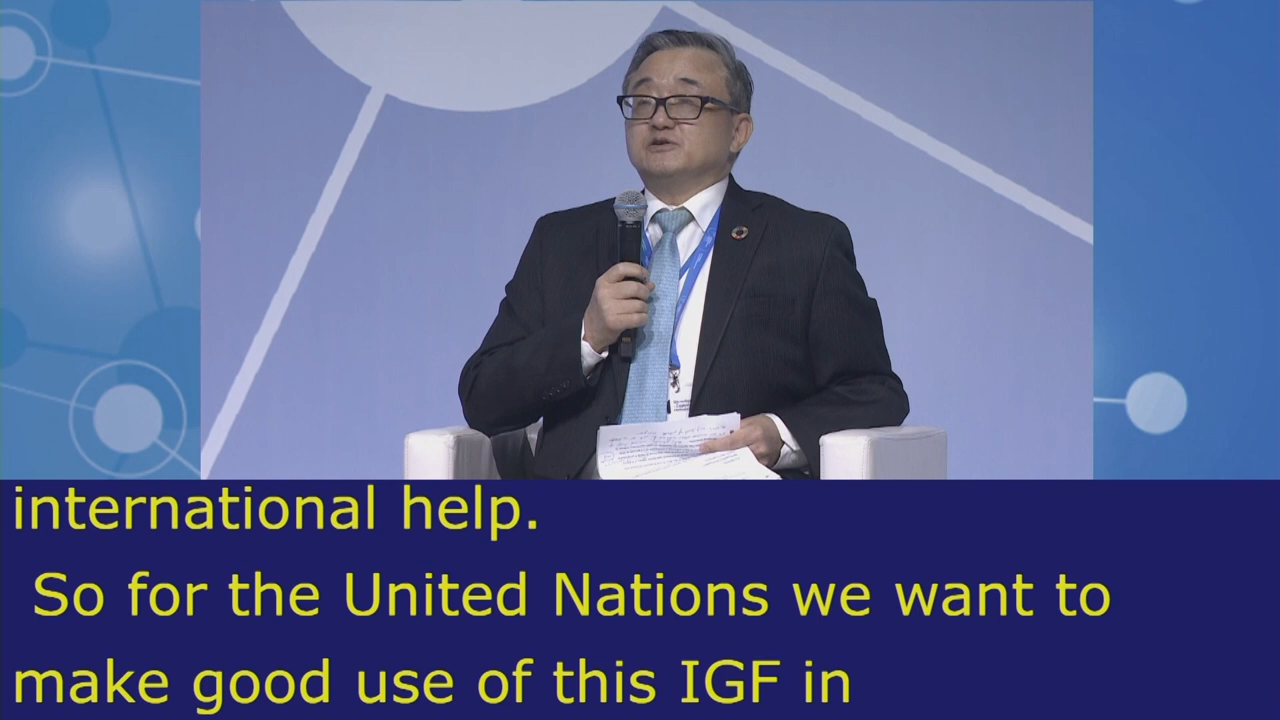 international help.
So for the United Nations we want to
make good use of this IGF in